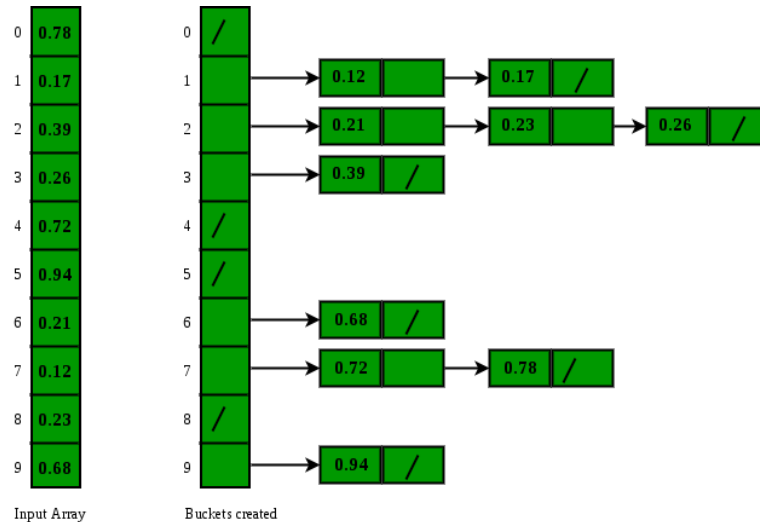 0 0.78 0 /
1 0.17 1 0.12 0.17 /
2 0.39 2 0.21 0.23 0.26 /
3 0.26 3 0.39 /
4 0.72 4 /
5 0.94 5 /
6 0.21 6 0.68 /
7 0.12 7 0.72 0.78 /
8 0.23 8 /
9 0.68 9 0.94 /
Input Array Buckets created